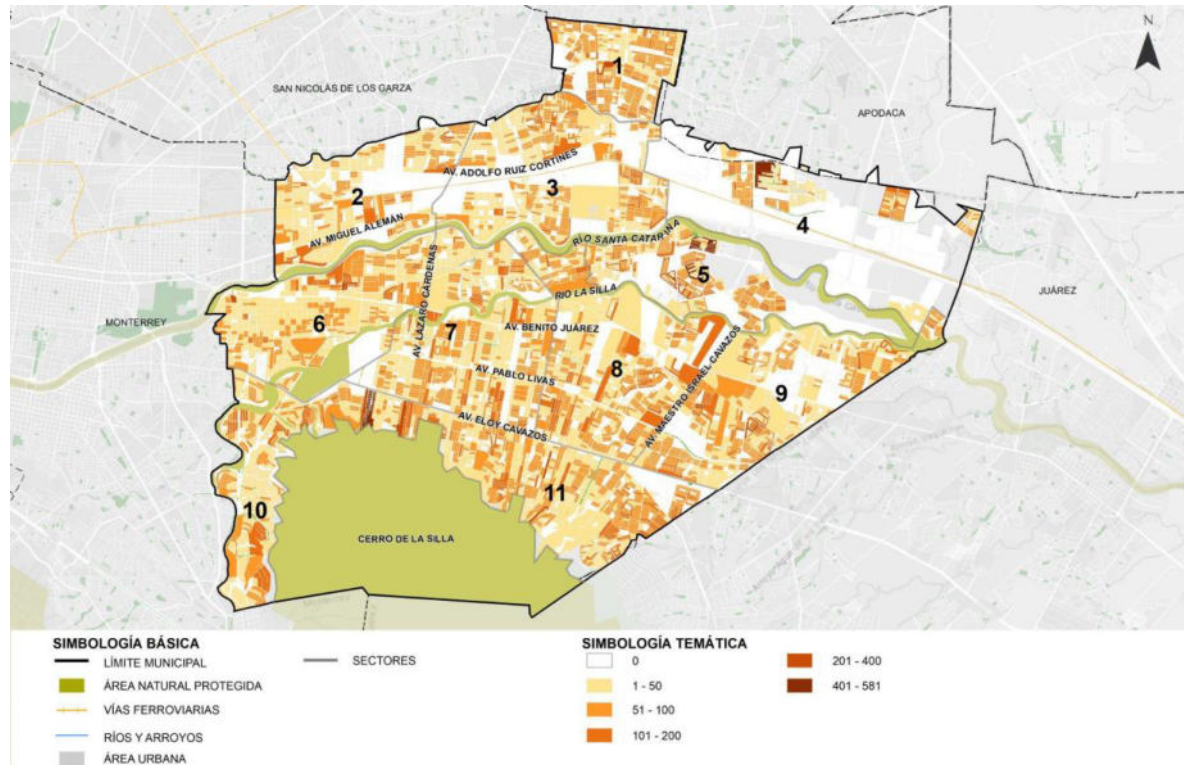 N
SAN NICOLÁS DE LOS GARZA
APODACA
1
AV. ADOLFO RUIZ CORTINES
2
3
4
AV. MIGUEL ALEMÁN
RÍO SANTA CATARINA
5
JUÁREZ
MONTERREY
AV. LÁZARO CÁRDENAS
RIO LA SILLA
6
7
AV. BENITO JUÁREZ
AV. PABLO LIVAS
8
AV. MAESTRO ISRAEL CAVAZOS
9
AV. ELOY CAVAZOS
10
11
CERRO DE LA SILLA
SIMBOLOGÍA BÁSICA
LÍMITE MUNICIPAL
SECTORES
ÁREA NATURAL PROTEGIDA
VÍAS FERROVIARIAS
RÍOS Y ARROYOS
ÁREA URBANA
SIMBOLOGÍA TEMÁTICA
0
1 - 50
51 - 100
101 - 200
201 - 400
401 - 581